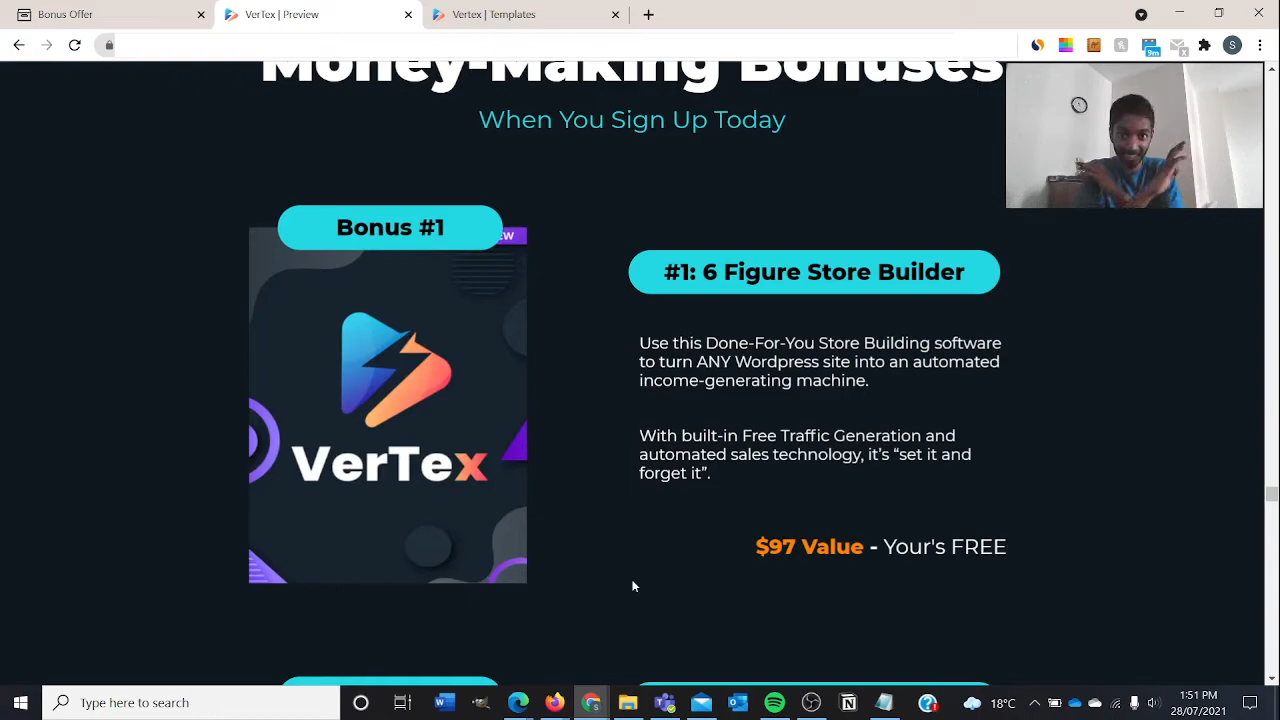 Bonus Offer
VerTex | Preview
Vertex | Templates
S
9m
Money-Making Bonuses
When You Sign Up Today
Bonus #1
EW
VerTex
#1: 6 Figure Store Builder
Use this Done-For-You Store Building software
to turn ANY Wordpress site into an automated
income-generating machine.
With built-in Free Traffic Generation and
automated sales technology, it's “set it and
forget it”.
$97 Value - Your's FREE
Type here to search
18°C
1:51 PM
28/07/2021